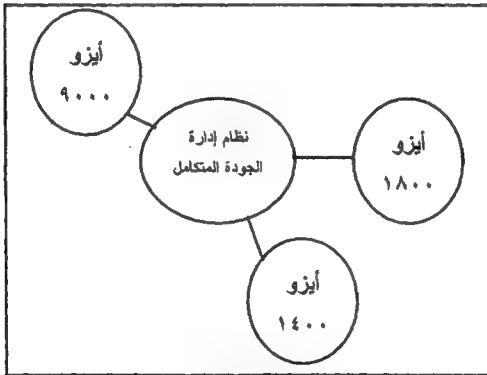 أيزو
٩٠٠٠
نظام إدارة
الجودة المتكامل
أيزو
١٨٠٠
أيزو
١٤٠٠